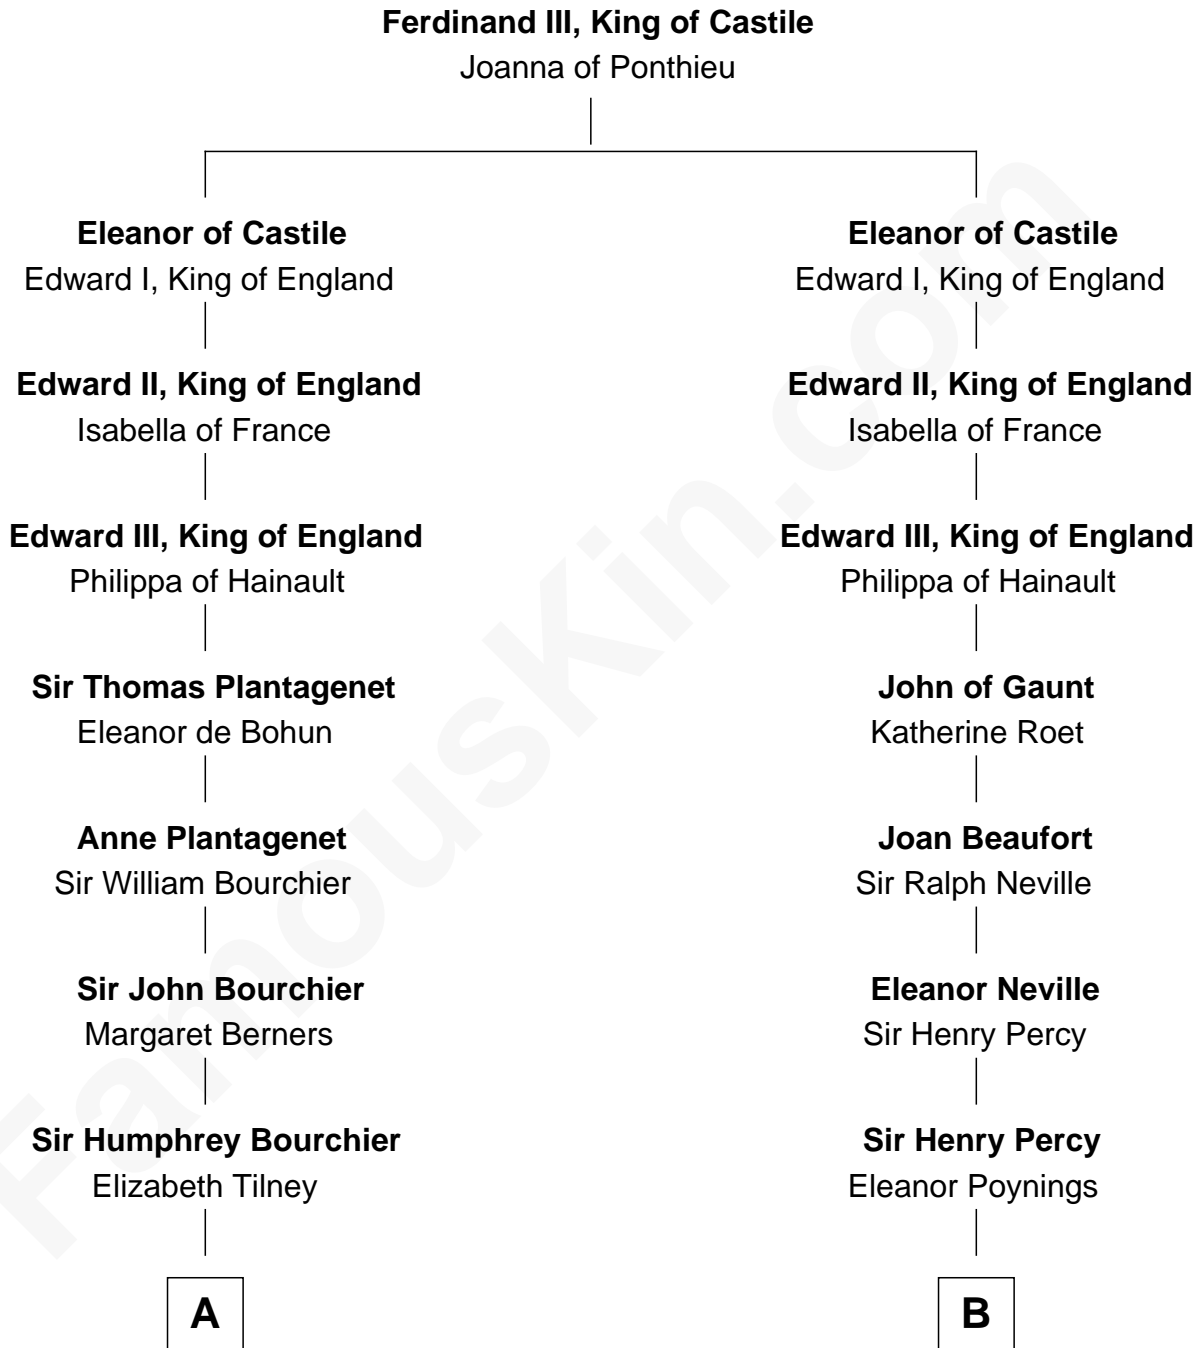 Ferdinand III, King of Castile
Joanna of Ponthieu
Eleanor of Castile
Edward I, King of England
Edward II, King of England
Isabella of France
Edward III, King of England
Philippa of Hainault
Sir Thomas Plantagenet
Eleanor de Bohun
Anne Plantagenet
Sir William Bourchier
Sir John Bourchier
Margaret Berners
Sir Humphrey Bourchier
Elizabeth Tilney
A
Eleanor of Castile
Edward I, King of England
Edward II, King of England
Isabella of France
Edward III, King of England
Philippa of Hainault
John of Gaunt
Katherine Roet
Joan Beaufort
Sir Ralph Neville
Eleanor Neville
Sir Henry Percy
Sir Henry Percy
Eleanor Poynings
B
FamousKin.com